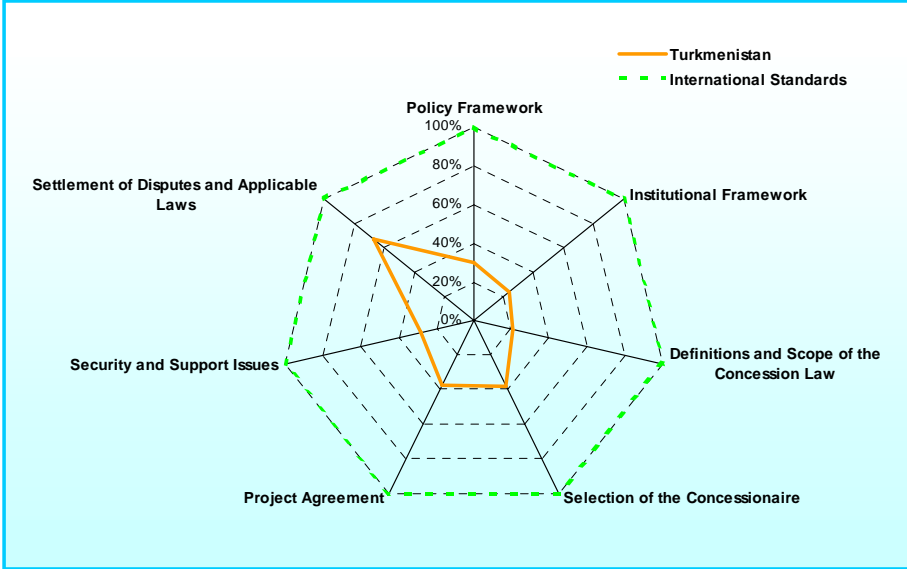 Turkmenistan
International Standards
Policy Framework
100%
80%
60%
40%
20%
0%
Settlement of Disputes and Applicable
Laws
Institutional Framework
Security and Support Issues
Definitions and Scope of the
Concession Law
Project Agreement
Selection of the Concessionaire